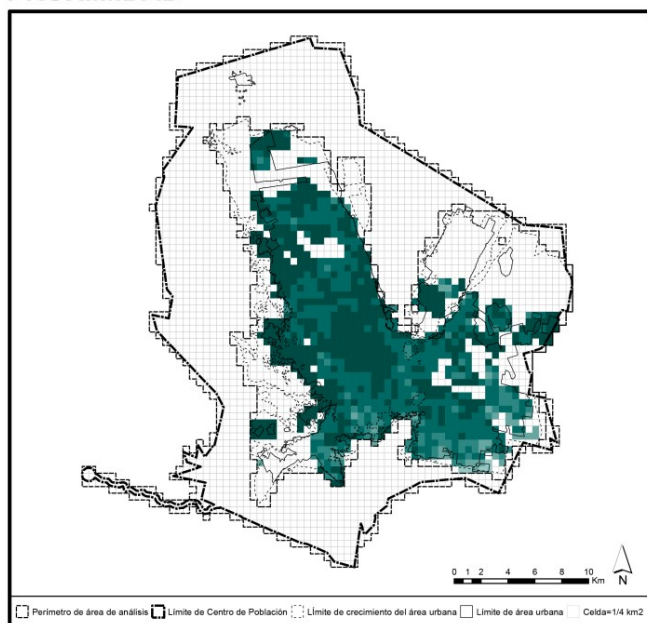 0 1 2 4 6 8 10
Km
N
Perímetro de área de análisis Límite de Centro de Población Límite de crecimiento del área urbana Límite de área urbana Celda=1/4 km2